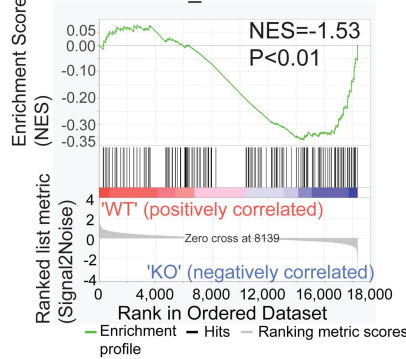 Enrichment Score
(NES)
0.05
0.00
-0.10
-0.20
-0.30
-0.35
NES=-1.53
P<0.01
Ranked list metric
(Signal2Noise)
4
2
0
-2
-4
'WT' (positively correlated)
Zero cross at 8139
'KO' (negatively correlated)
0 4,000 8,000 12,000 18,000
Rank in Ordered Dataset
Enrichment profile
Hits
Ranking metric scores